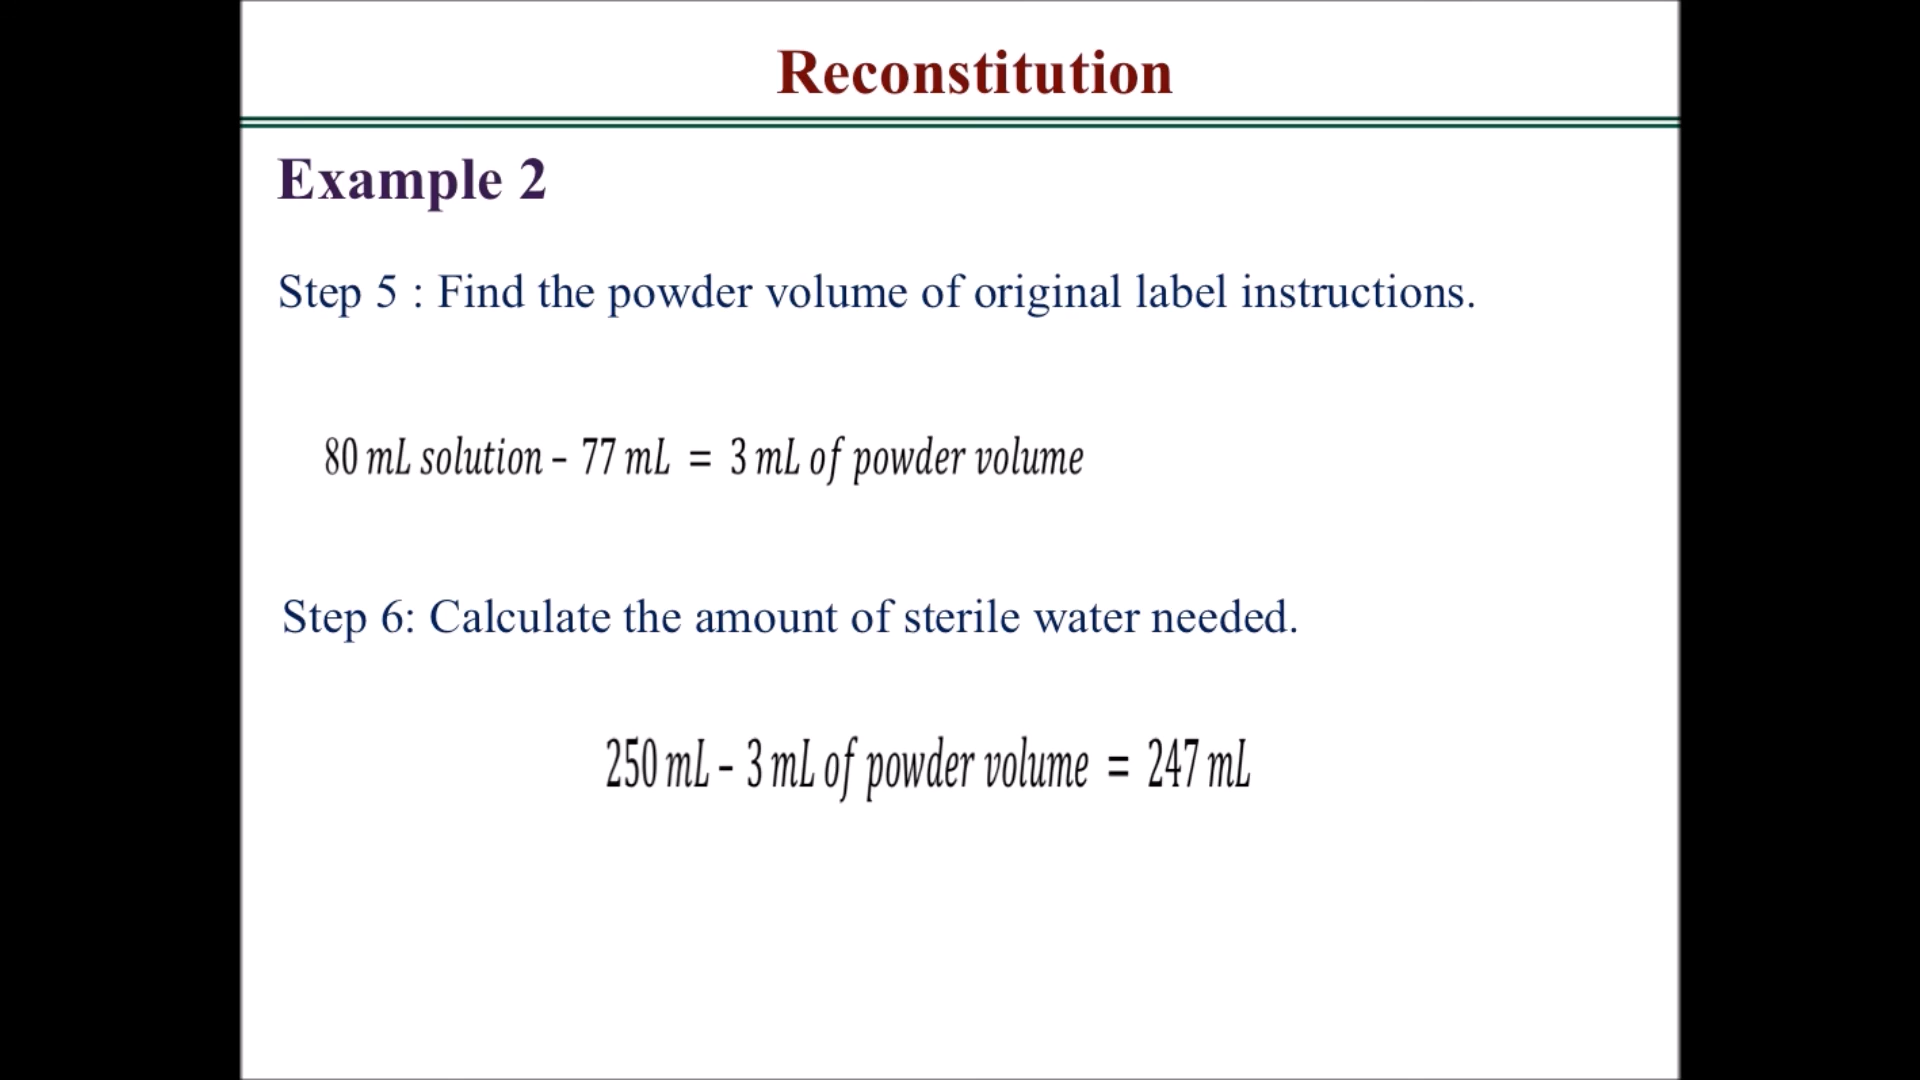 Reconstitution
Example 2
Step 5 : Find the powder volume of original label instructions.
80 mL solution – 77 mL = 3 mL of powder volume
Step 6: Calculate the amount of sterile water needed.
250 mL – 3 mL of powder volume = 247 mL